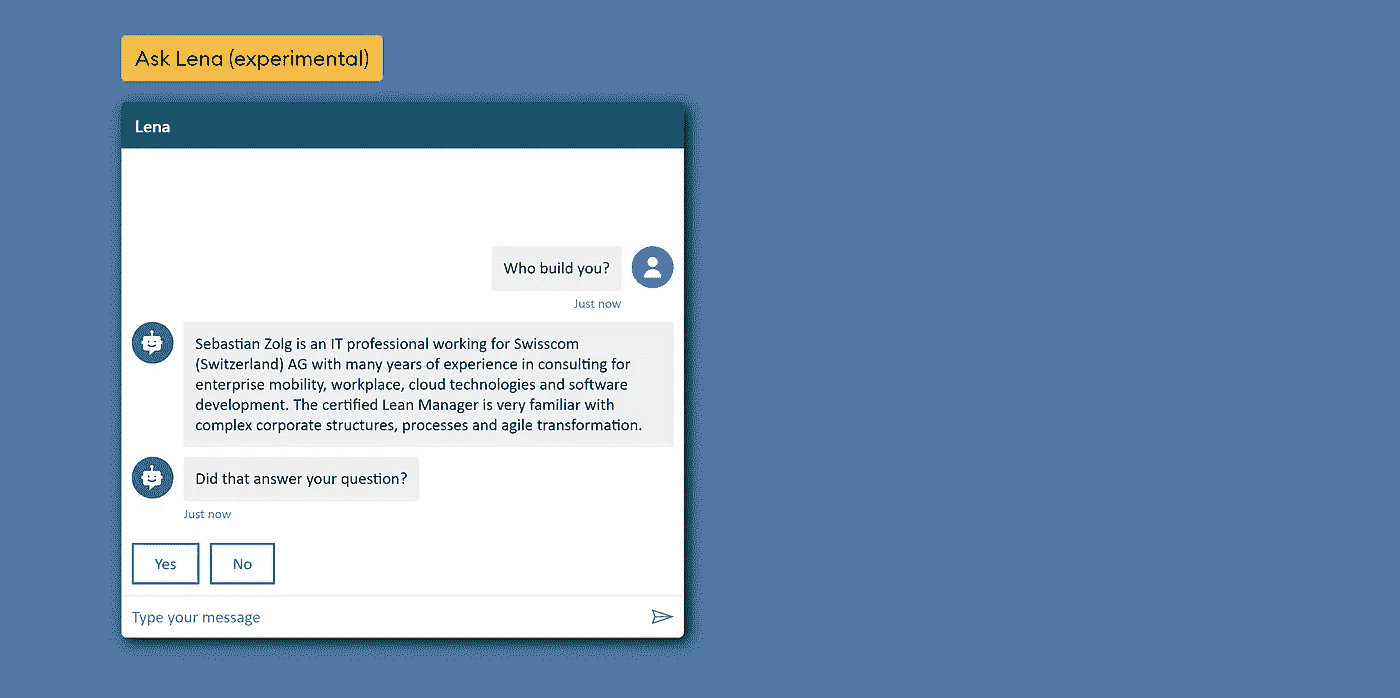 Ask Lena (experimental)
Lena
Who build you?
Just now
Sebastian Zolg is an IT professional working for Swisscom
(Switzerland) AG with many years of experience in consulting for
enterprise mobility, workplace, cloud technologies and software
development. The certified Lean Manager is very familiar with
complex corporate structures, processes and agile transformation.
Did that answer your question?
Just now
Yes No
Type your message